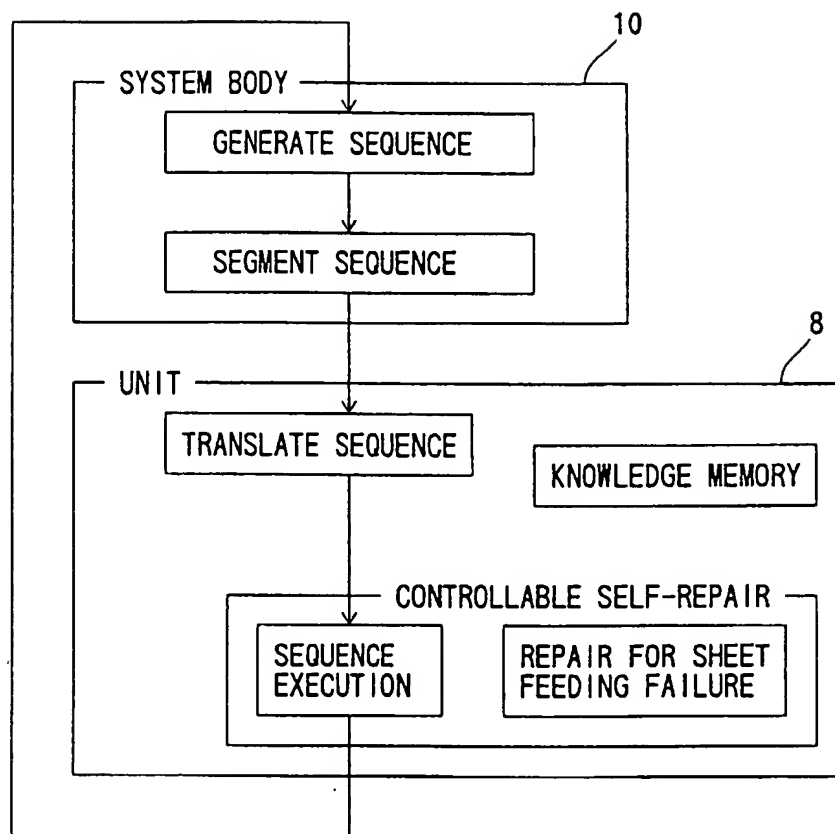 10
SYSTEM BODY
GENERATE SEQUENCE
SEGMENT SEQUENCE
8
UNIT
TRANSLATE SEQUENCE
KNOWLEDGE MEMORY
CONTROLLABLE SELF-REPAIR
SEQUENCE
EXECUTION
REPAIR FOR SHEET
FEEDING FAILURE